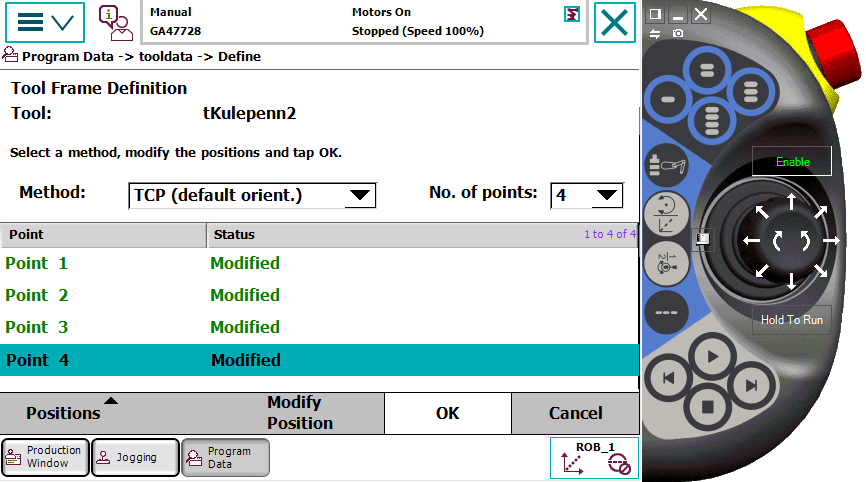 Manual
Motors On
GA47728
Stopped (Speed 100%)
Program Data -> tooldata -> Define
Tool Frame Definition
Tool: tKulepenn2
Select a method, modify the positions and tap OK.
Method: TCP (default orient.) No. of points: 4
Point Status 1 to 4 of 4
Point 1 Modified
Point 2 Modified
Point 3 Modified
Point 4 Modified
Positions
Modify
Position
OK
Cancel
Production
Window
Jogging
Program
Data
ROB_1
Enable
Hold To Run